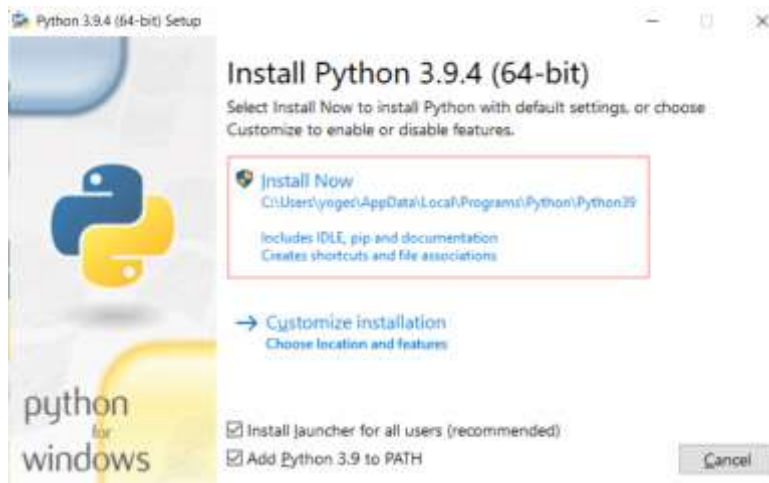 Python 3.9.4 (64-bit) Setup
Install Python 3.9.4 (64-bit)
Select Install Now to install Python with default settings, or choose
Customize to enable or disable features.
Install Now
C:\Users\yoges\AppData\Local\Programs\Python\Python39
Includes IDLE, pip and documentation
Creates shortcuts and file associations
Customize installation
Choose location and features
python
for
windows
Install launcher for all users (recommended)
Add Python 3.9 to PATH
Cancel